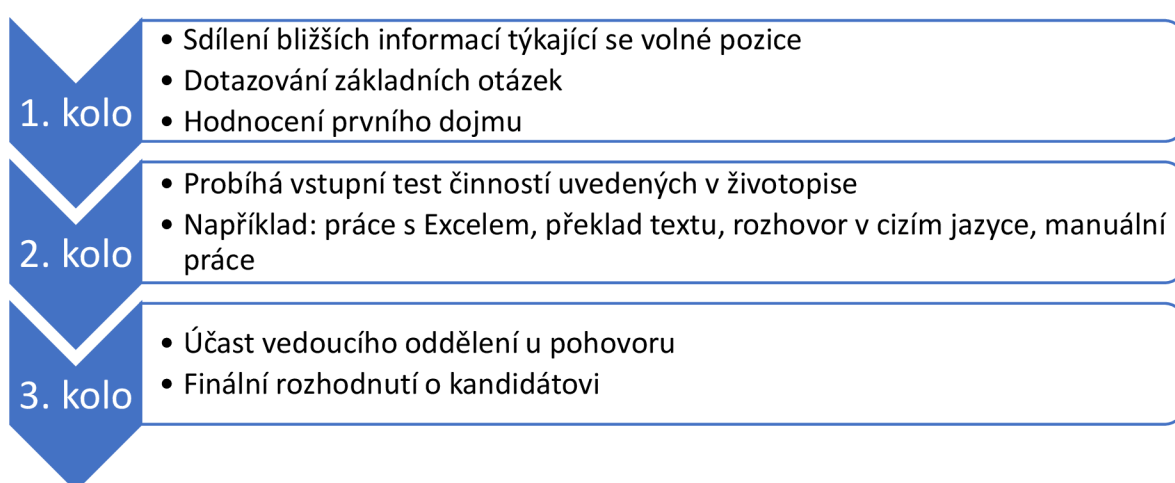 1. kolo
• Sdílení bližších informací týkající se volné pozice
• Dotazování základních otázek
• Hodnocení prvního dojmu
2. kolo
• Probíhá vstupní test činností uvedených v životopise
• Například: práce s Excelem, překlad textu, rozhovor v cizím jazyce, manuální
práce
3. kolo
• Účast vedoucího oddělení u pohovoru
• Finální rozhodnutí o kandidátovi